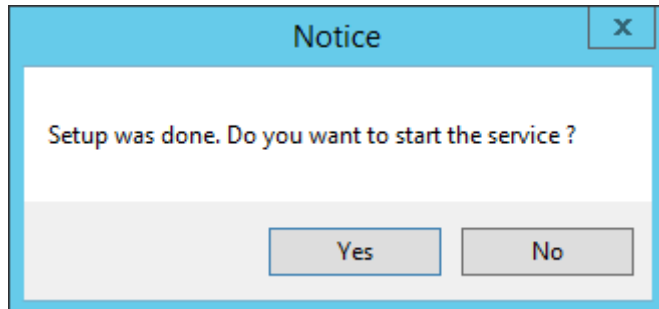 Notice
x
Setup was done. Do you want to start the service ?
Yes
No